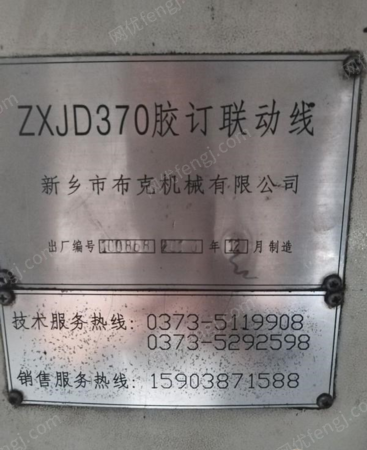 ZXJD370胶订联动线
新乡市布克机械有限公司
出厂编号 年 12 月制造
技术服务热线: 0373-5119908
0373-5292598
销售服务热线: 15903871588